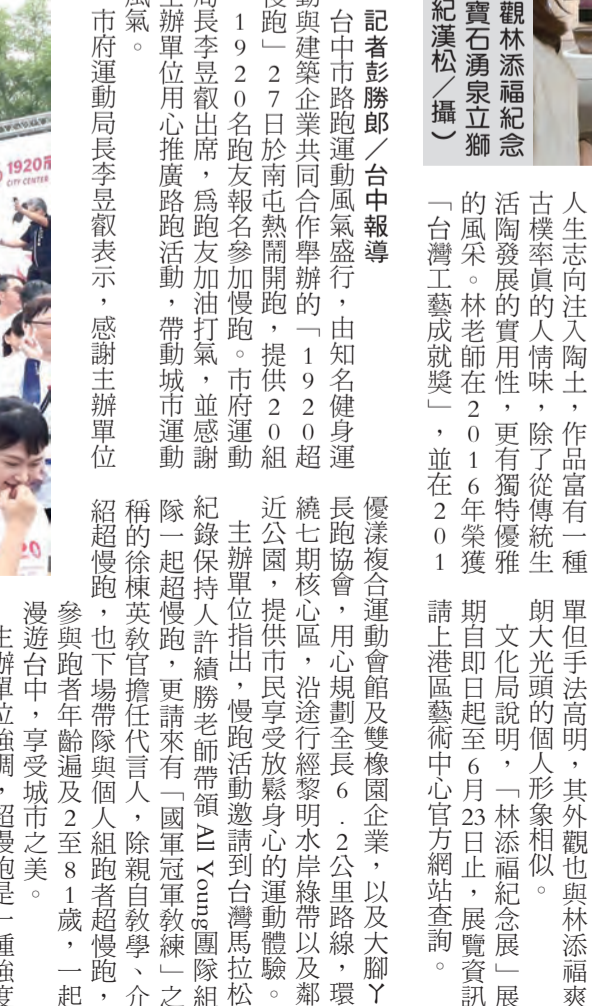 觀林添福紀念
寶石湧泉立獅
紀漢松／攝）
人生志向注入陶土，作品富有一種
古樸率真的人情味，除了從傳統生
活陶發展的實用性，更有獨特優雅
的風采。林老師在2016年榮獲
「台灣工藝成就獎」，並在201
單但手法高明，其外觀也與林添福爽
朗大光頭的個人形象相似。
文化局說明，「林添福紀念展」展
期自即日起至6月23日止，展覽資訊
請上港區藝術中心官方網站查詢。
記者彭勝郎／台中報導
台中市路跑運動風氣盛行，由知名健身運
動與建築企業共同合作舉辦的「1920超
慢跑」27日於南屯熱鬧開跑，提供20組
1920名跑友報名參加慢跑。市府運動
局長李昱叡出席，為跑友加油打氣，並感謝
主辦單位用心推廣路跑活動，帶動城市運動
風氣。
市府運動局長李昱叡表示，感謝主辦單位
優漾複合運動會館及雙橡園企業，以及大腳丫
長跑協會，用心規劃全長6.2公里路線，環
繞七期核心區，沿途行經黎明水岸綠帶以及鄰
近公園，提供市民享受放鬆身心的運動體驗。
主辦單位指出，慢跑活動邀請到台灣馬拉松
紀錄保持人許績勝老師帶領All Young團隊組
隊一起超慢跑，更請來有「國軍冠軍教練」之
稱的徐棟英教官擔任代言人，除親自教學、介
紹超慢跑，也下場帶隊與個人組跑者超慢跑，
參與跑者年齡遍及2至81歲，一起
漫遊台中，享受城市之美。
主辦單位強調，超慢跑是一種強度
1920
CITY CENTER